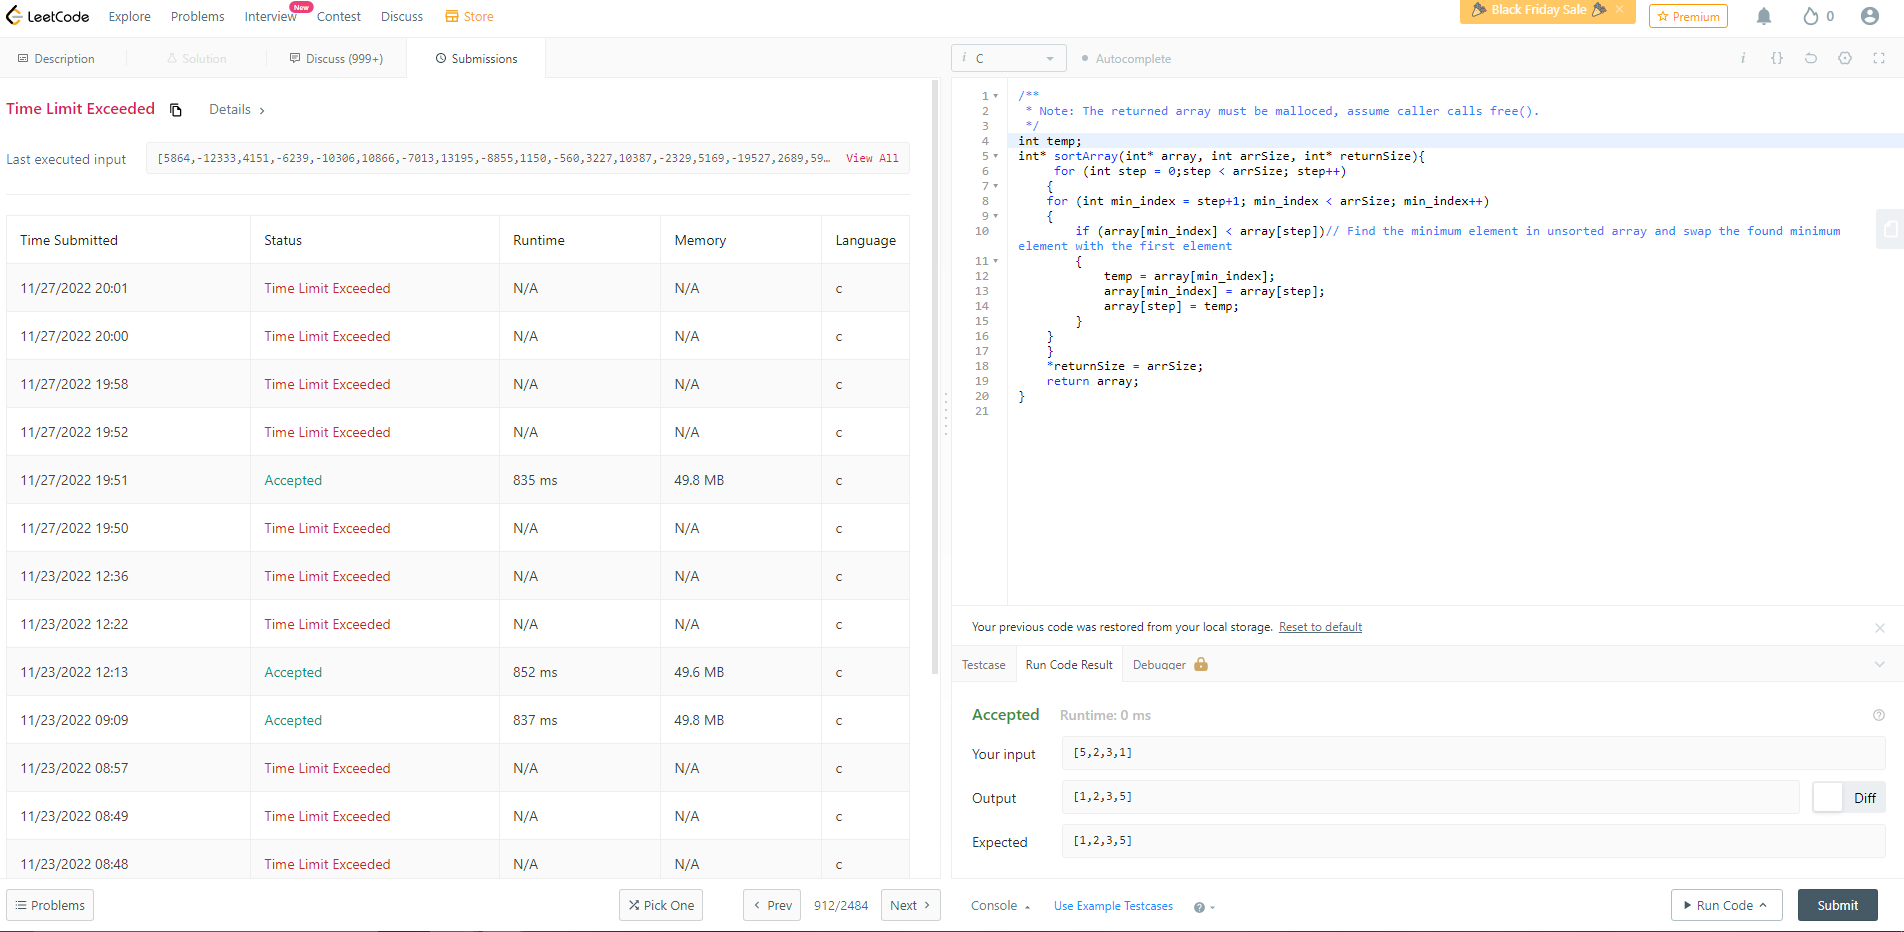 LeetCode Explore Problems Interview New Contest Discuss Store Black Friday Sale × Premium 0
Description Solution Discuss (999+) Submissions
Time Limit Exceeded Details >
Last executed input [5864,-12333,4151,-6239,-10306,10866,-7013,13195,-8855,1150,-560,3227,10387,-2329,5169,-19527,2689,59… View All
Time Submitted Status Runtime Memory Language
11/27/2022 20:01 Time Limit Exceeded N/A N/A c
11/27/2022 20:00 Time Limit Exceeded N/A N/A c
11/27/2022 19:58 Time Limit Exceeded N/A N/A c
11/27/2022 19:52 Time Limit Exceeded N/A N/A c
11/27/2022 19:51 Accepted 835 ms 49.8 MB c
11/27/2022 19:50 Time Limit Exceeded N/A N/A c
11/23/2022 12:36 Time Limit Exceeded N/A N/A c
11/23/2022 12:22 Time Limit Exceeded N/A N/A c
11/23/2022 12:13 Accepted 852 ms 49.6 MB c
11/23/2022 09:09 Accepted 837 ms 49.8 MB c
11/23/2022 08:57 Time Limit Exceeded N/A N/A c
11/23/2022 08:49 Time Limit Exceeded N/A N/A c
11/23/2022 08:48 Time Limit Exceeded N/A N/A c
Problems Pick One < Prev 912/2484 Next >
i C Autocomplete i {}
1 /**
2 * Note: The returned array must be malloced, assume caller calls free().
3 */
4 int temp;
5 int* sortArray(int* array, int arrSize, int* returnSize){
6 for (int step = 0;step < arrSize; step++)
7 {
8 for (int min_index = step+1; min_index < arrSize; min_index++)
9 {
10 if (array[min_index] < array[step])// Find the minimum element in unsorted array and swap the found minimum
element with the first element
11 {
12 temp = array[min_index];
13 array[min_index] = array[step];
14 array[step] = temp;
15 }
16 }
17 }
18 *returnSize = arrSize;
19 return array;
20 }
21
Your previous code was restored from your local storage. Reset to default
Testcase Run Code Result Debugger
Accepted Runtime: 0 ms
Your input [5,2,3,1]
Output [1,2,3,5] Diff
Expected [1,2,3,5]
Console Use Example Testcases Run Code Submit